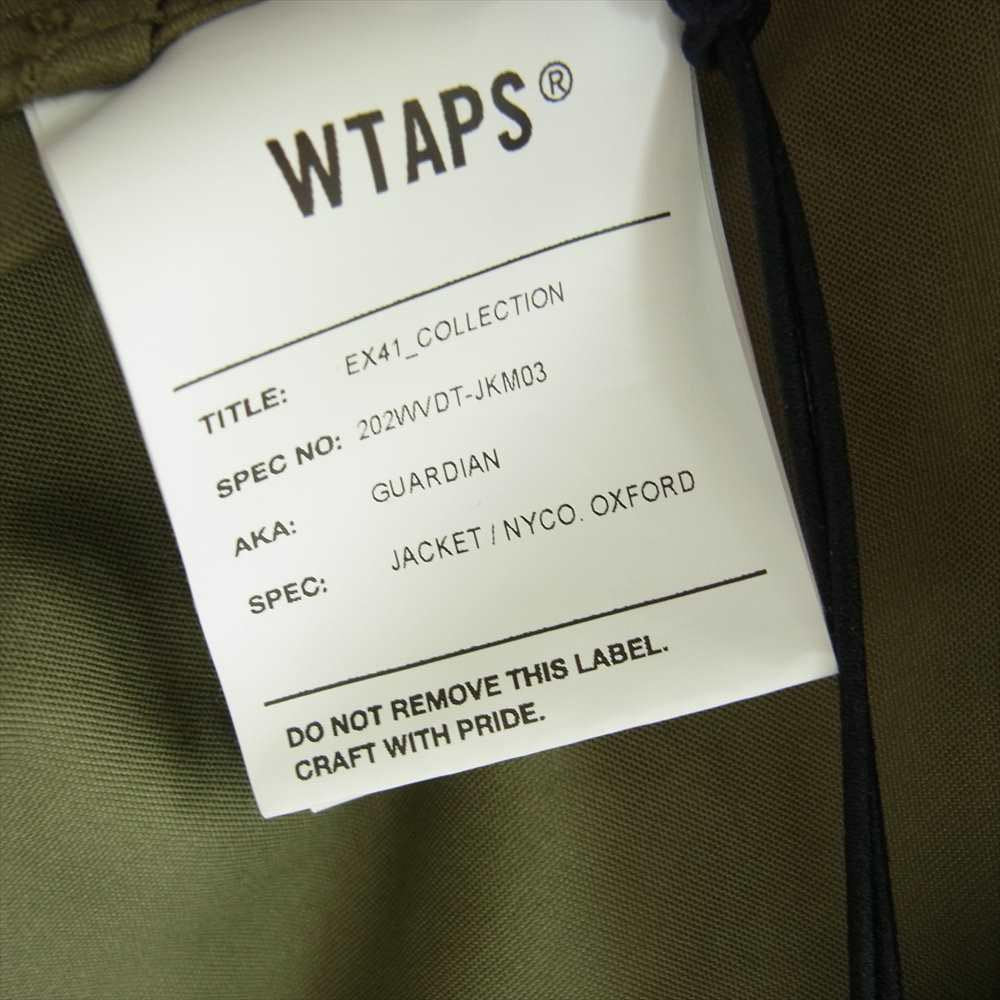 WTAPS®
TITLE: EX41_COLLECTION
SPEC NO: 202WVDT-JKM03
AKA: GUARDIAN
SPEC: JACKET / NYCO. OXFORD
DO NOT REMOVE THIS LABEL.
CRAFT WITH PRIDE.